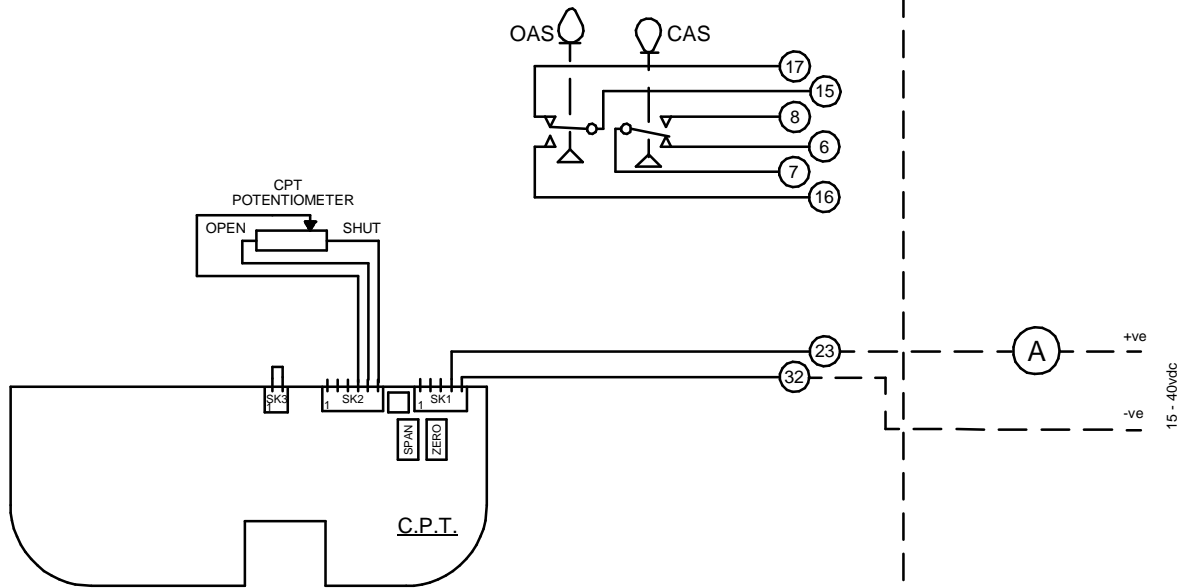 OAS
CAS
17
15
8
6
7
16
CPT
POTENTIOMETER
OPEN
SHUT
23
A
+ve
32
-ve
15 - 40vdc
SK3
1
SK2
1
SK1
1
SPAN
ZERO
C.P.T.